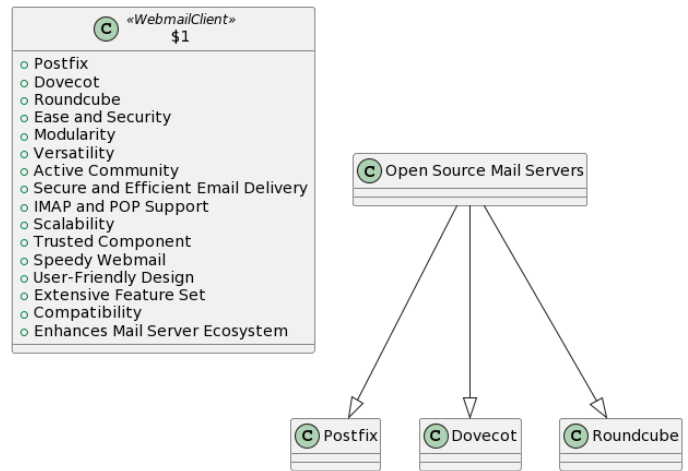 «WebmailClient»
$1
Postfix
Dovecot
Roundcube
Ease and Security
Modularity
Versatility
Active Community
Secure and Efficient Email Delivery
IMAP and POP Support
Scalability
Trusted Component
Speedy Webmail
User-Friendly Design
Extensive Feature Set
Compatibility
Enhances Mail Server Ecosystem
C
C Open Source Mail Servers
C Postfix
C Dovecot
C Roundcube